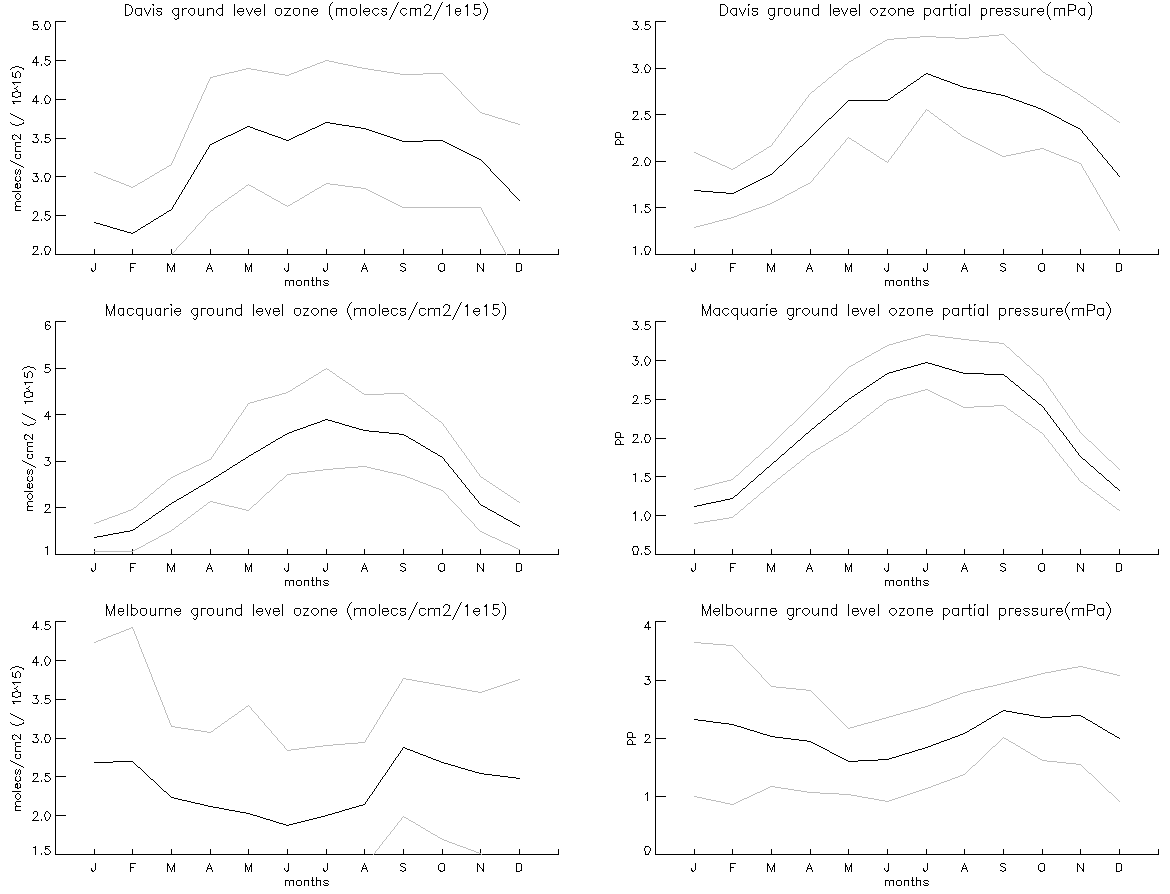 Davis ground level ozone (molecs/cm2/1e15)
molecs/cm2 (/ 10^15)
5.0
4.5
4.0
3.5
3.0
2.5
2.0
J F M A M J J A S O N D
months
Davis ground level ozone partial pressure(mPa)
PP
3.5
3.0
2.5
2.0
1.5
1.0
J F M A M J J A S O N D
months
Macquarie ground level ozone (molecs/cm2/1e15)
molecs/cm2 (/ 10^15)
6
5
4
3
2
1
J F M A M J J A S O N D
months
Macquarie ground level ozone partial pressure(mPa)
PP
3.5
3.0
2.5
2.0
1.5
1.0
0.5
J F M A M J J A S O N D
months
Melbourne ground level ozone (molecs/cm2/1e15)
molecs/cm2 (/ 10^15)
4.5
4.0
3.5
3.0
2.5
2.0
1.5
J F M A M J J A S O N D
months
Melbourne ground level ozone partial pressure(mPa)
PP
4
3
2
1
0
J F M A M J J A S O N D
months